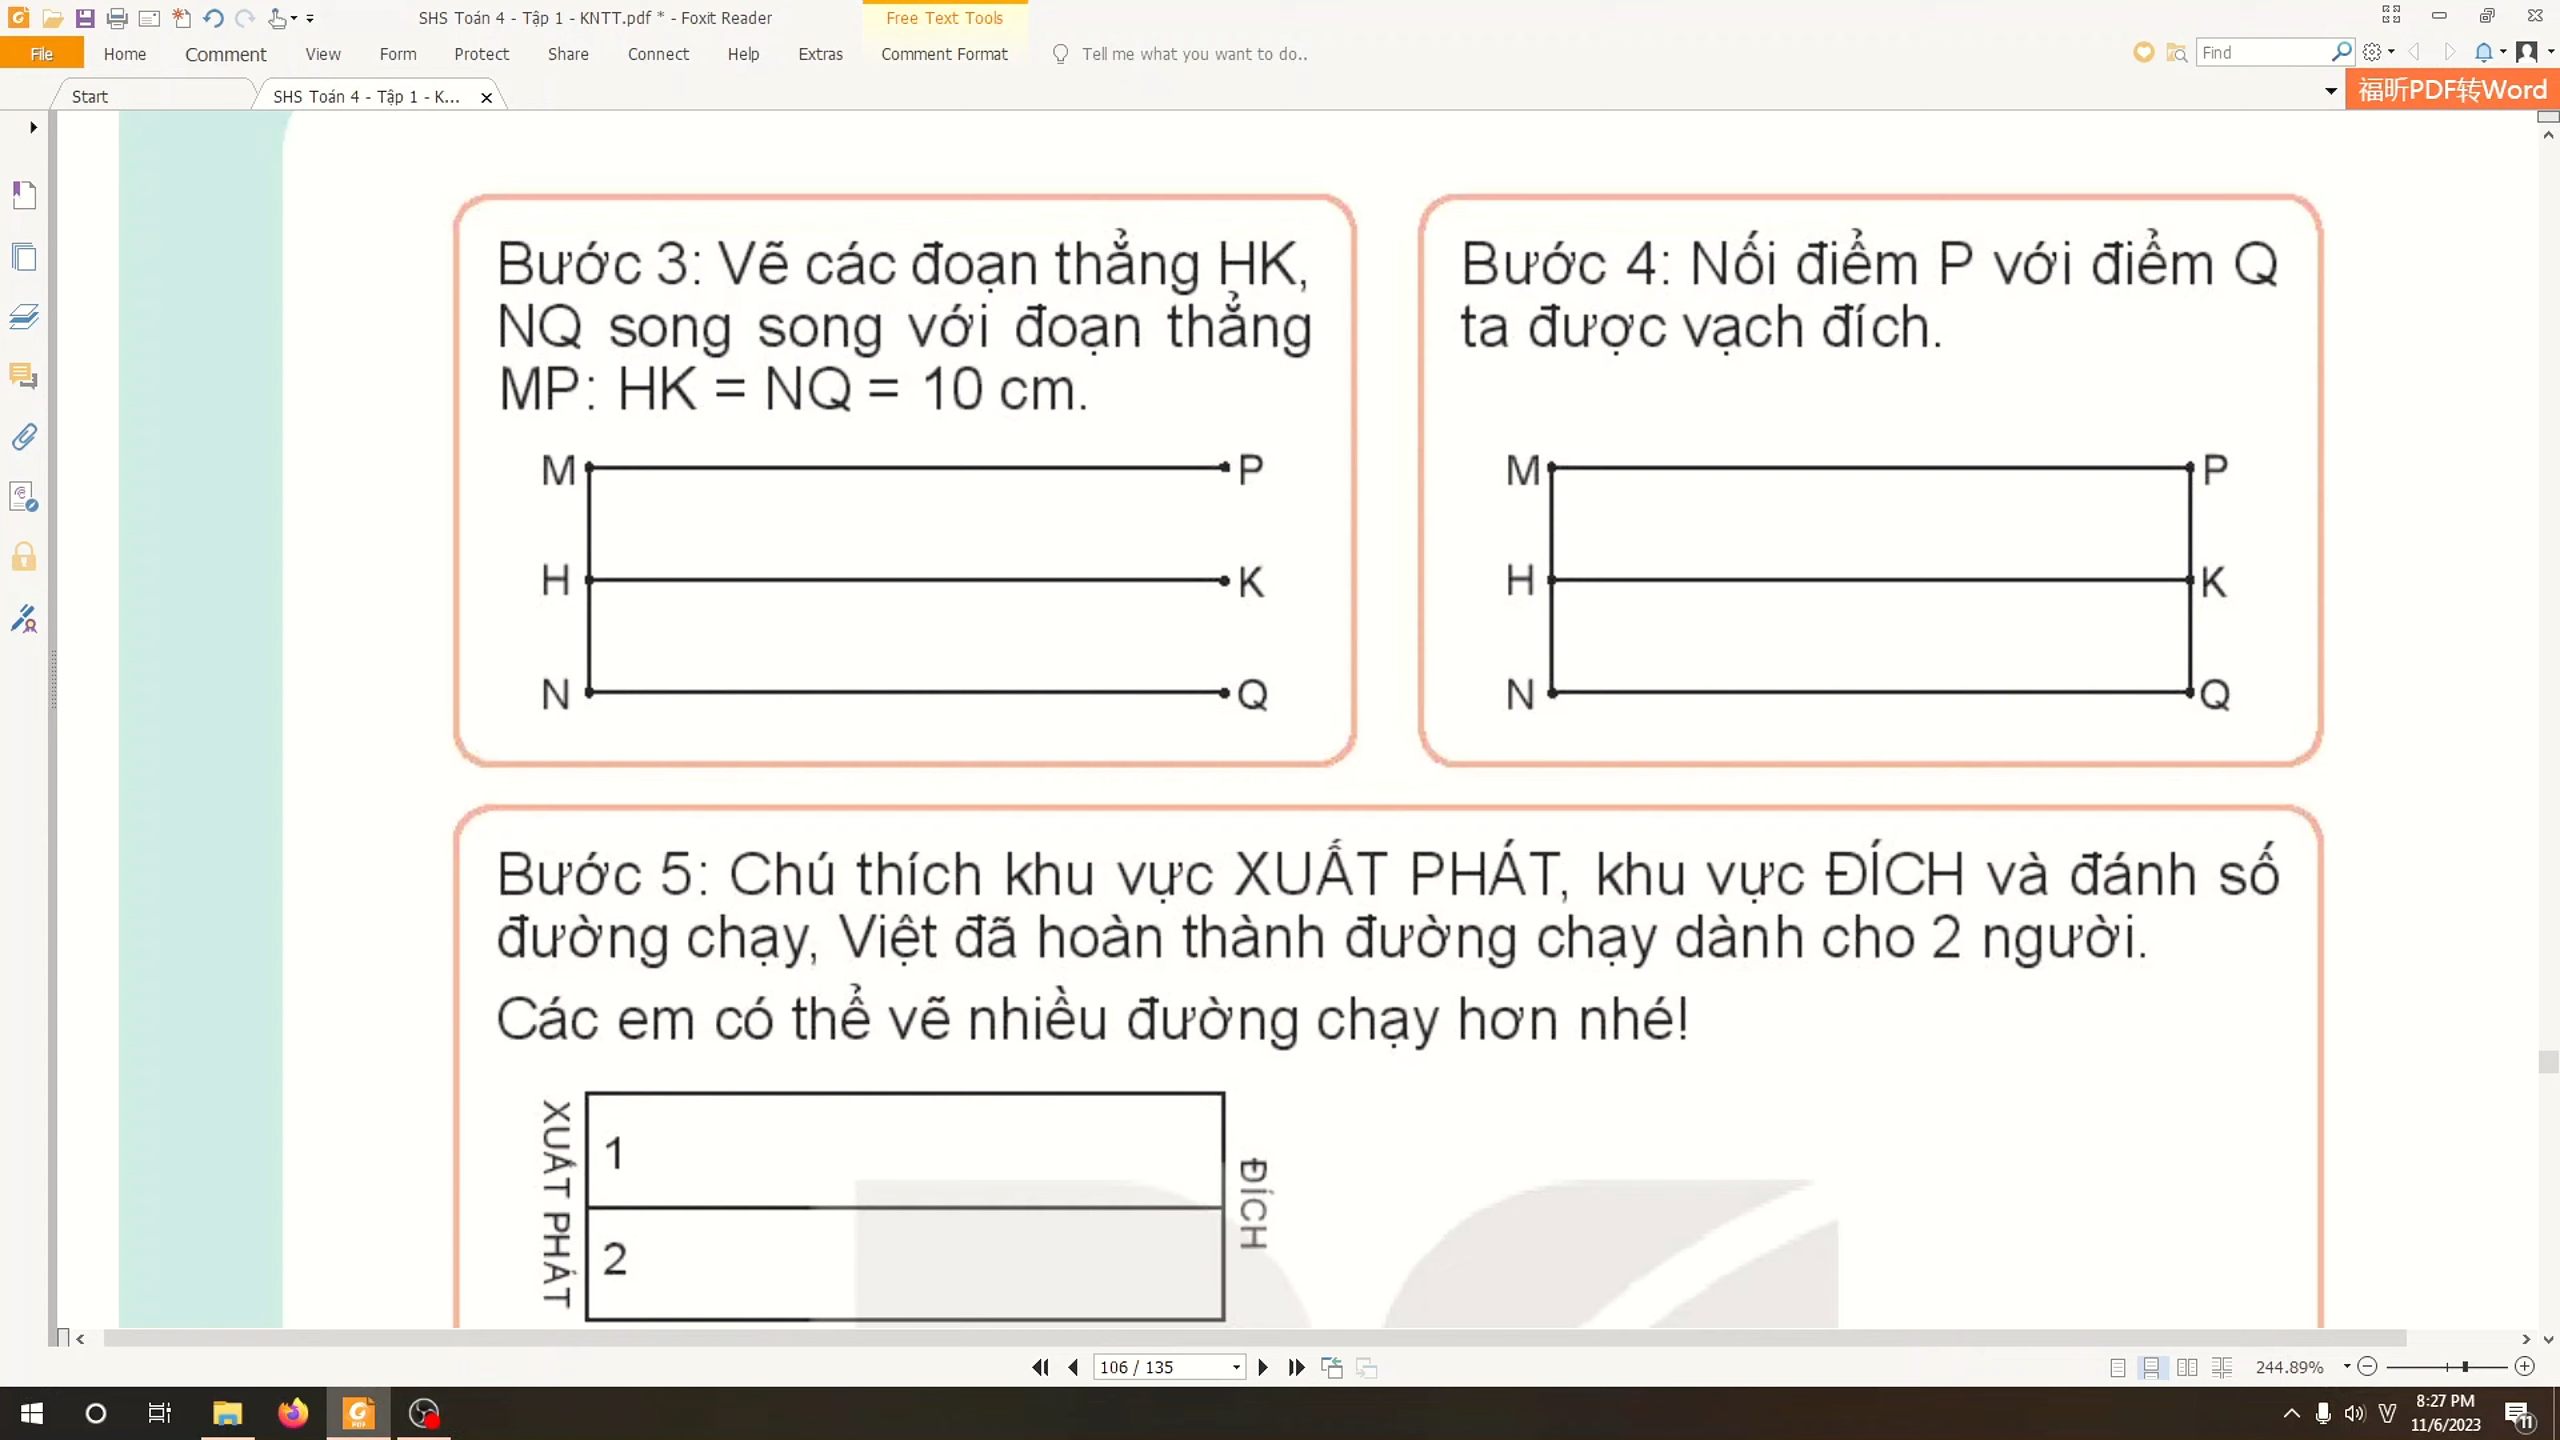 SHS Toán 4 - Tập 1 - KNTT.pdf * - Foxit Reader
Free Text Tools
File
Home
Comment
View
Form
Protect
Share
Connect
Help
Extras
Comment Format
Tell me what you want to do..
Find
Start
SHS Toán 4 - Tập 1 - K...
福昕PDF转Word
Bước 3: Vẽ các đoạn thẳng HK,
NQ song song với đoạn thẳng
MP: HK = NQ = 10 cm.
M
P
H
K
N
Q
Bước 4: Nối điểm P với điểm Q
ta được vạch đích.
M
P
H
K
N
Q
Bước 5: Chú thích khu vực XUẤT PHÁT, khu vực ĐÍCH và đánh số
đường chạy, Việt đã hoàn thành đường chạy dành cho 2 người.
Các em có thể vẽ nhiều đường chạy hơn nhé!
XUẤT PHÁT
1
2
ĐÍCH
106 / 135
244.89%
8:27 PM
11/6/2023
11